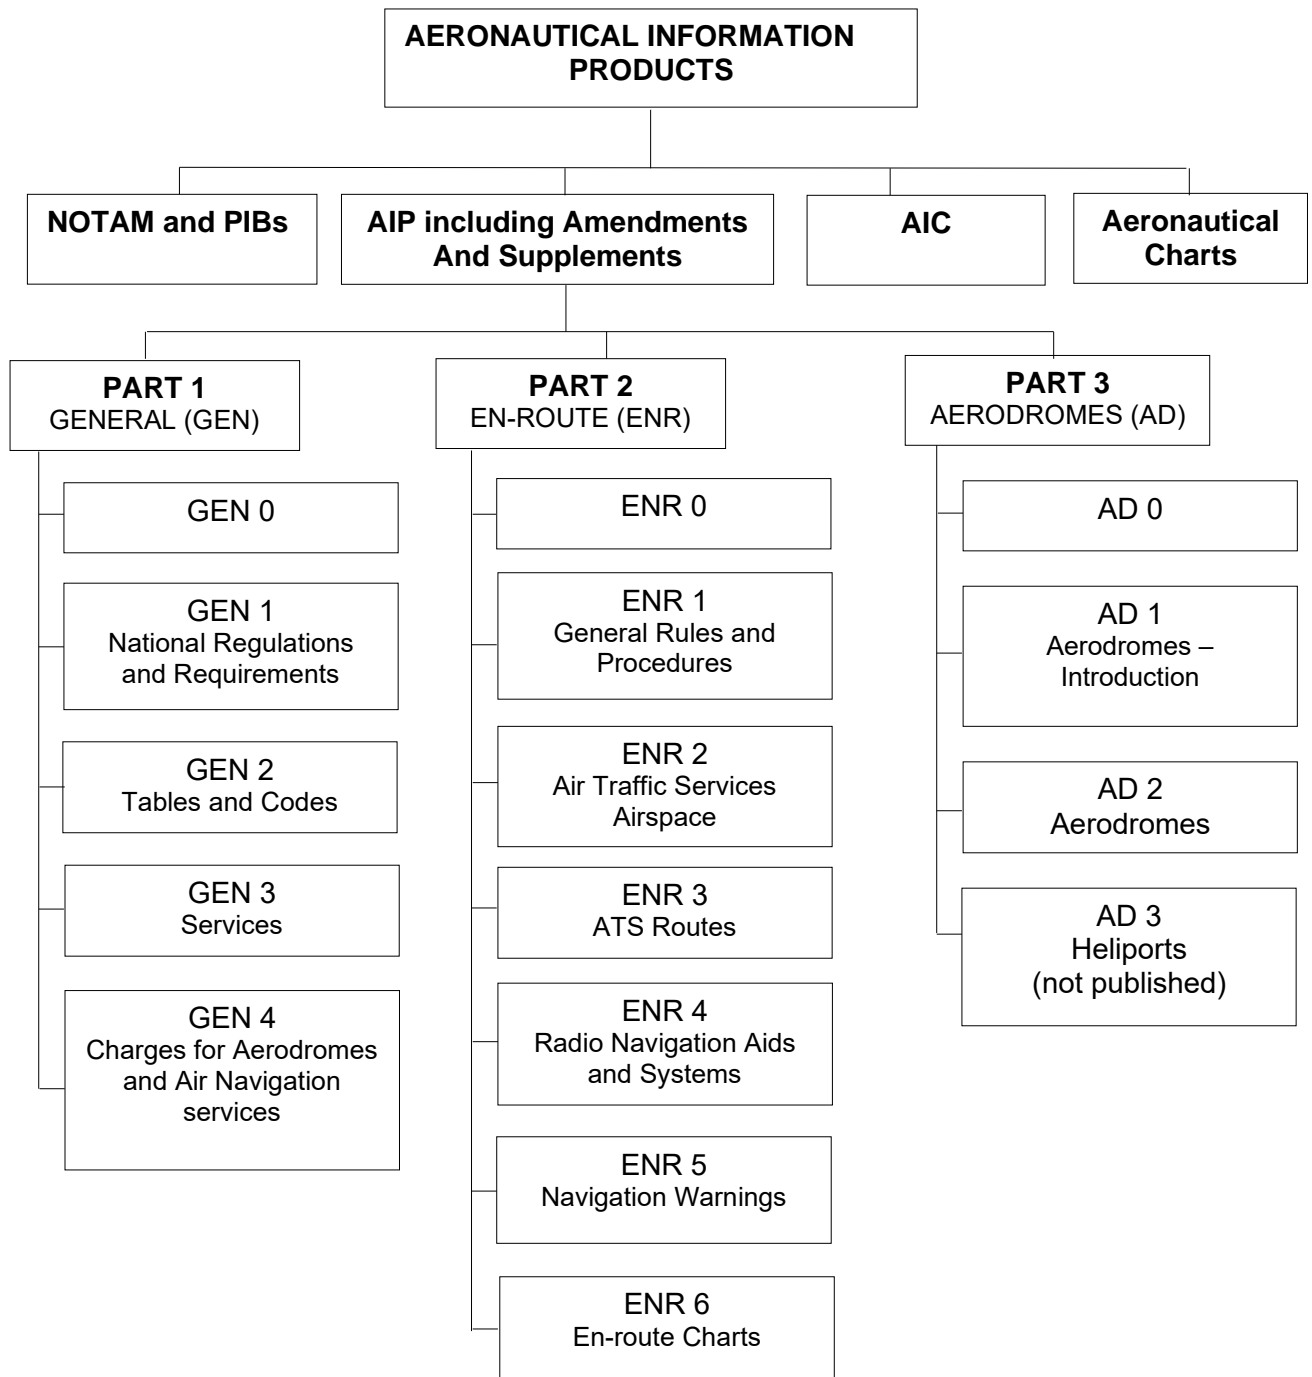 AERONAUTICAL INFORMATION
PRODUCTS
NOTAM and PIBs
AIP including Amendments
And Supplements
AIC
Aeronautical
Charts
PART 1
GENERAL (GEN)
GEN 0
GEN 1
National Regulations
and Requirements
GEN 2
Tables and Codes
GEN 3
Services
GEN 4
Charges for Aerodromes
and Air Navigation
services
PART 2
EN-ROUTE (ENR)
ENR 0
ENR 1
General Rules and
Procedures
ENR 2
Air Traffic Services
Airspace
ENR 3
ATS Routes
ENR 4
Radio Navigation Aids
and Systems
ENR 5
Navigation Warnings
ENR 6
En-route Charts
PART 3
AERODROMES (AD)
AD 0
AD 1
Aerodromes –
Introduction
AD 2
Aerodromes
AD 3
Heliports
(not published)